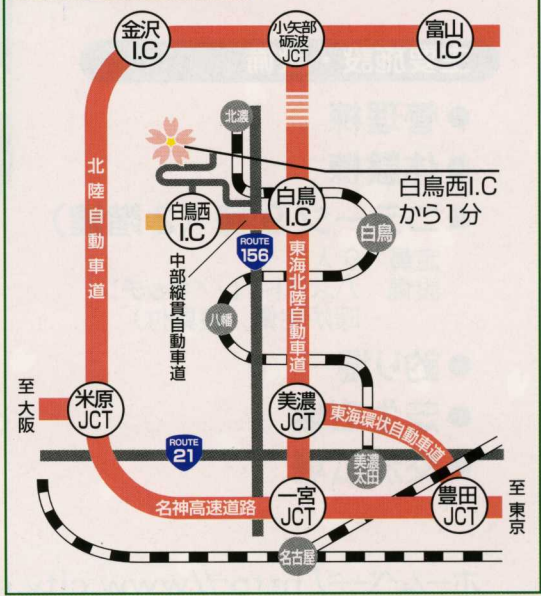 金沢
I.C
小矢部
砺波
JCT
富山
I.C
北濃
北陸自動車道
白鳥西I.C
から1分
白鳥西
I.C
白鳥
I.C
白鳥
ROUTE
156
中部縦貫自動車道
東海北陸自動車道
八幡
至大阪
米原
JCT
美濃
JCT
東海環状自動車道
ROUTE
21
美濃
太田
名神高速道路
一宮
JCT
豊田
JCT
至東京
名古屋